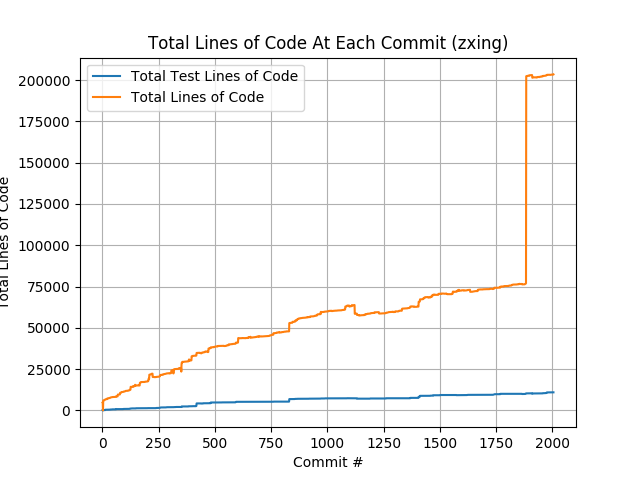 Total Lines of Code At Each Commit (zxing)
Total Test Lines of Code
Total Lines of Code
200000
175000
150000
125000
100000
75000
50000
25000
0
Total Lines of Code
0 250 500 750 1000 1250 1500 1750 2000
Commit #